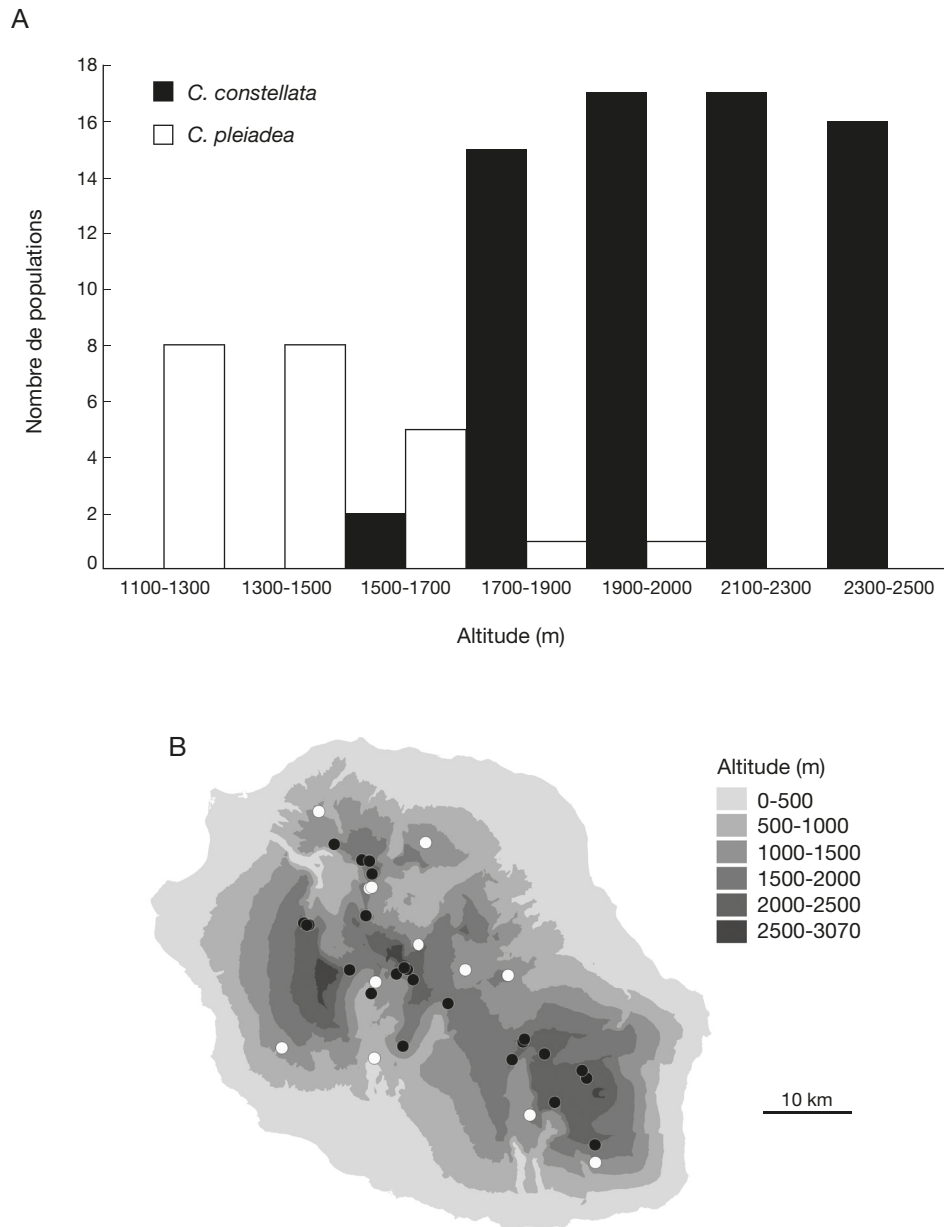 A
18
16
14
12
10
8
6
4
2
0
Nombre de populations
C. constellata
C. pleiadea
1100-1300 1300-1500 1500-1700 1700-1900 1900-2000 2100-2300 2300-2500
Altitude (m)
B
Altitude (m)
0-500
500-1000
1000-1500
1500-2000
2000-2500
2500-3070
10 km